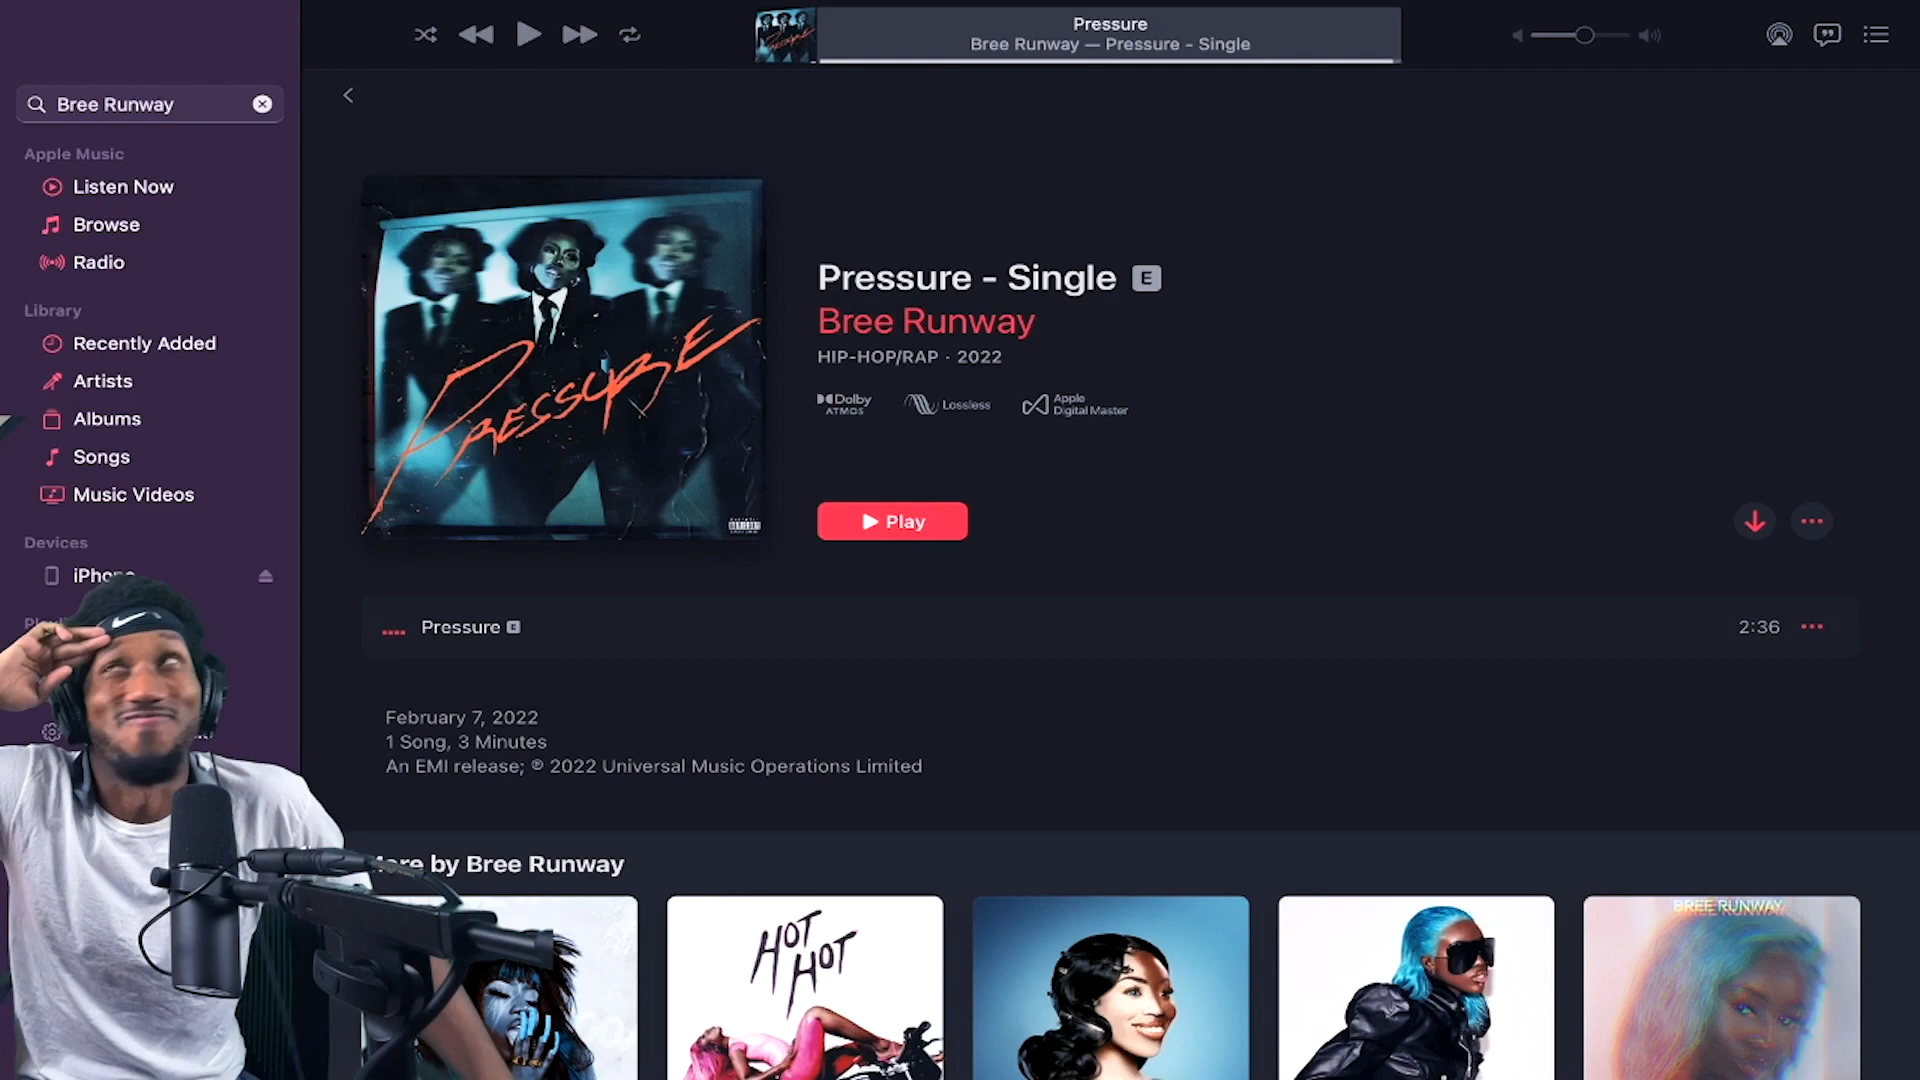 Pressure
Bree Runway — Pressure - Single
Bree Runway
Apple Music
Listen Now
Browse
Radio
Library
Recently Added
Artists
Albums
Songs
Music Videos
Devices
iPhone
PRESSURE
Pressure - Single E
Bree Runway
HIP-HOP/RAP · 2022
Dolby
ATMOS
Lossless
Apple
Digital Master
Play
Pressure E
2:36
February 7, 2022
1 Song, 3 Minutes
An EMI release; ℗ 2022 Universal Music Operations Limited
More by Bree Runway
HOT
HOT
BREE RUNWAY